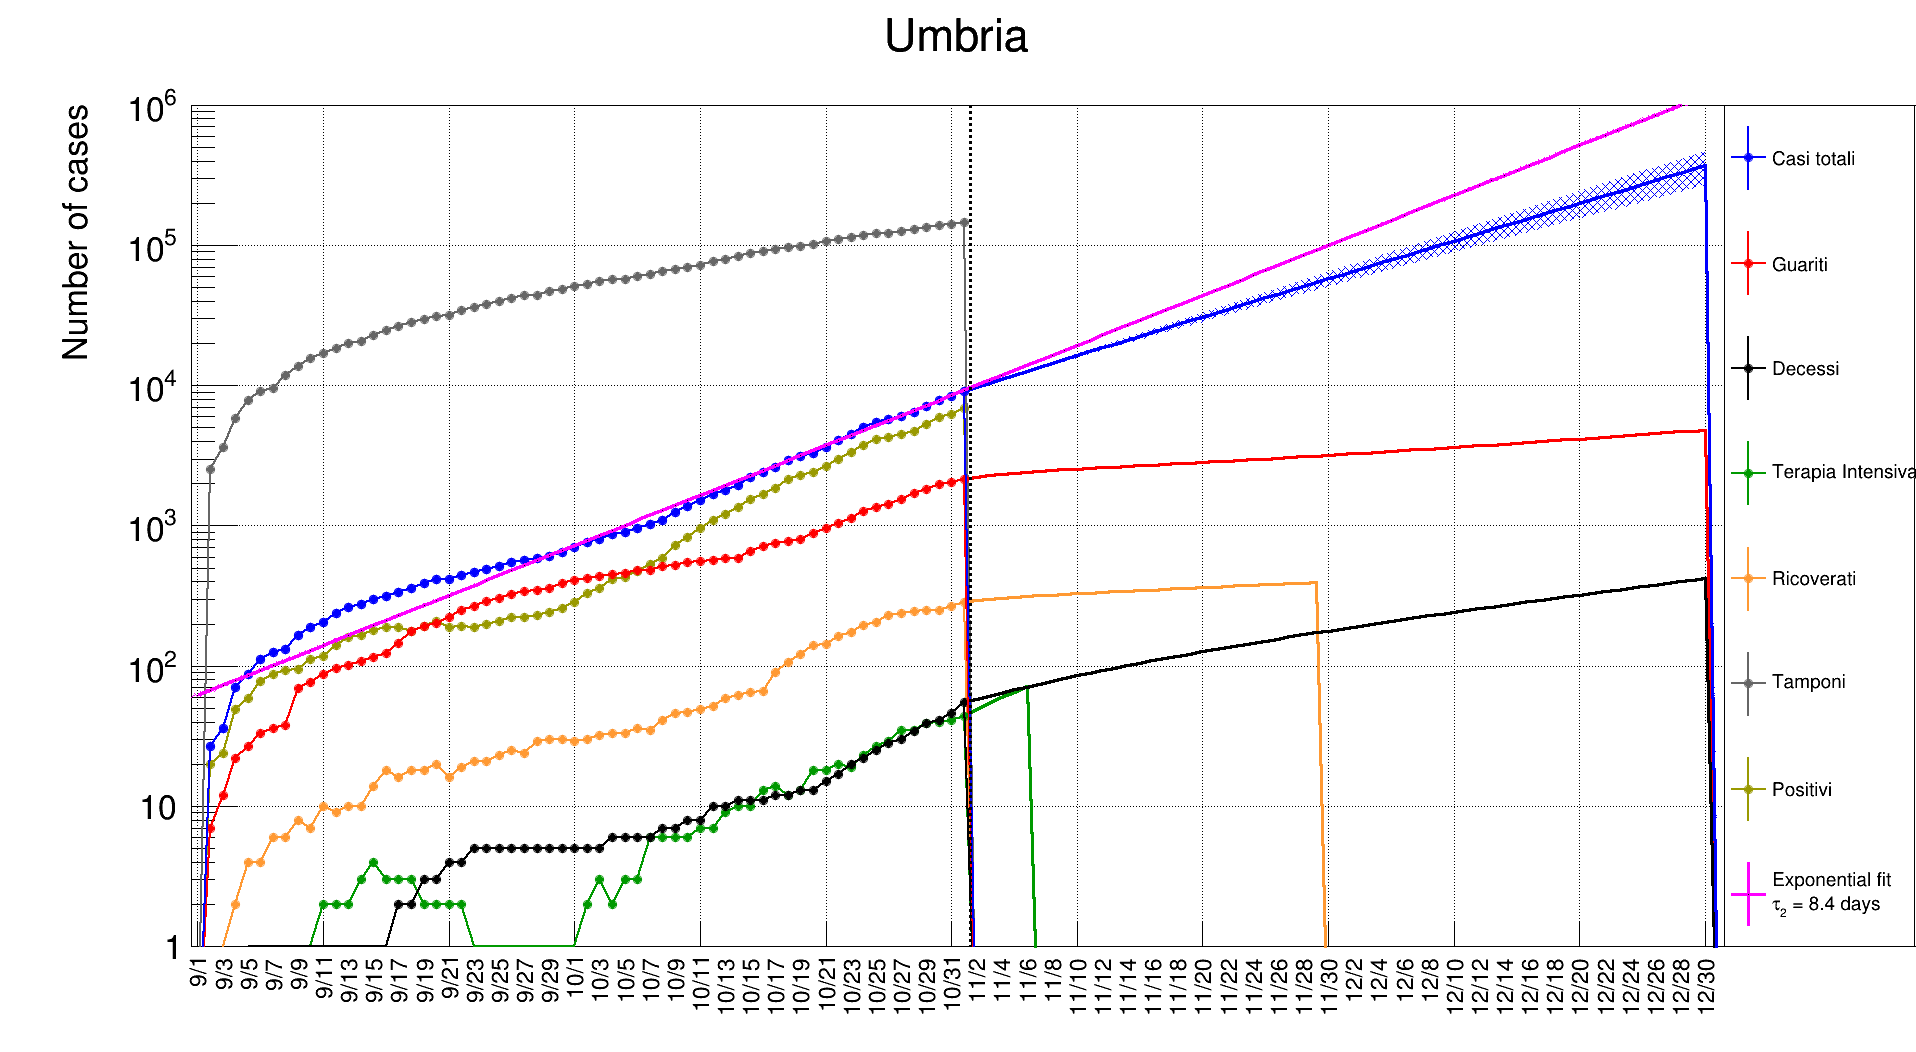 Umbria
Number of cases
10^6
10^5
10^4
10^3
10^2
10
1
9/1 9/3 9/5 9/7 9/9 9/11 9/13 9/15 9/17 9/19 9/21 9/23 9/25 9/27 9/29 10/1 10/3 10/5 10/7 10/9 10/11 10/13 10/15 10/17 10/19 10/21 10/23 10/25 10/27 10/29 10/31 11/2 11/4 11/6 11/8 11/10 11/12 11/14 11/16 11/18 11/20 11/22 11/24 11/26 11/28 11/30 12/2 12/4 12/6 12/8 12/10 12/12 12/14 12/16 12/18 12/20 12/22 12/24 12/26 12/28 12/30
Casi totali
Guariti
Decessi
Terapia Intensiva
Ricoverati
Tamponi
Positivi
Exponential fit
τ_2 = 8.4 days